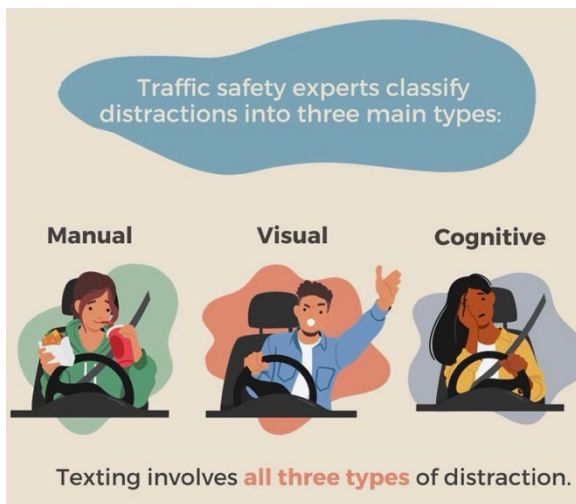 Traffic safety experts classify
distractions into three main types:
Manual
Visual
Cognitive
Texting involves all three types of distraction.